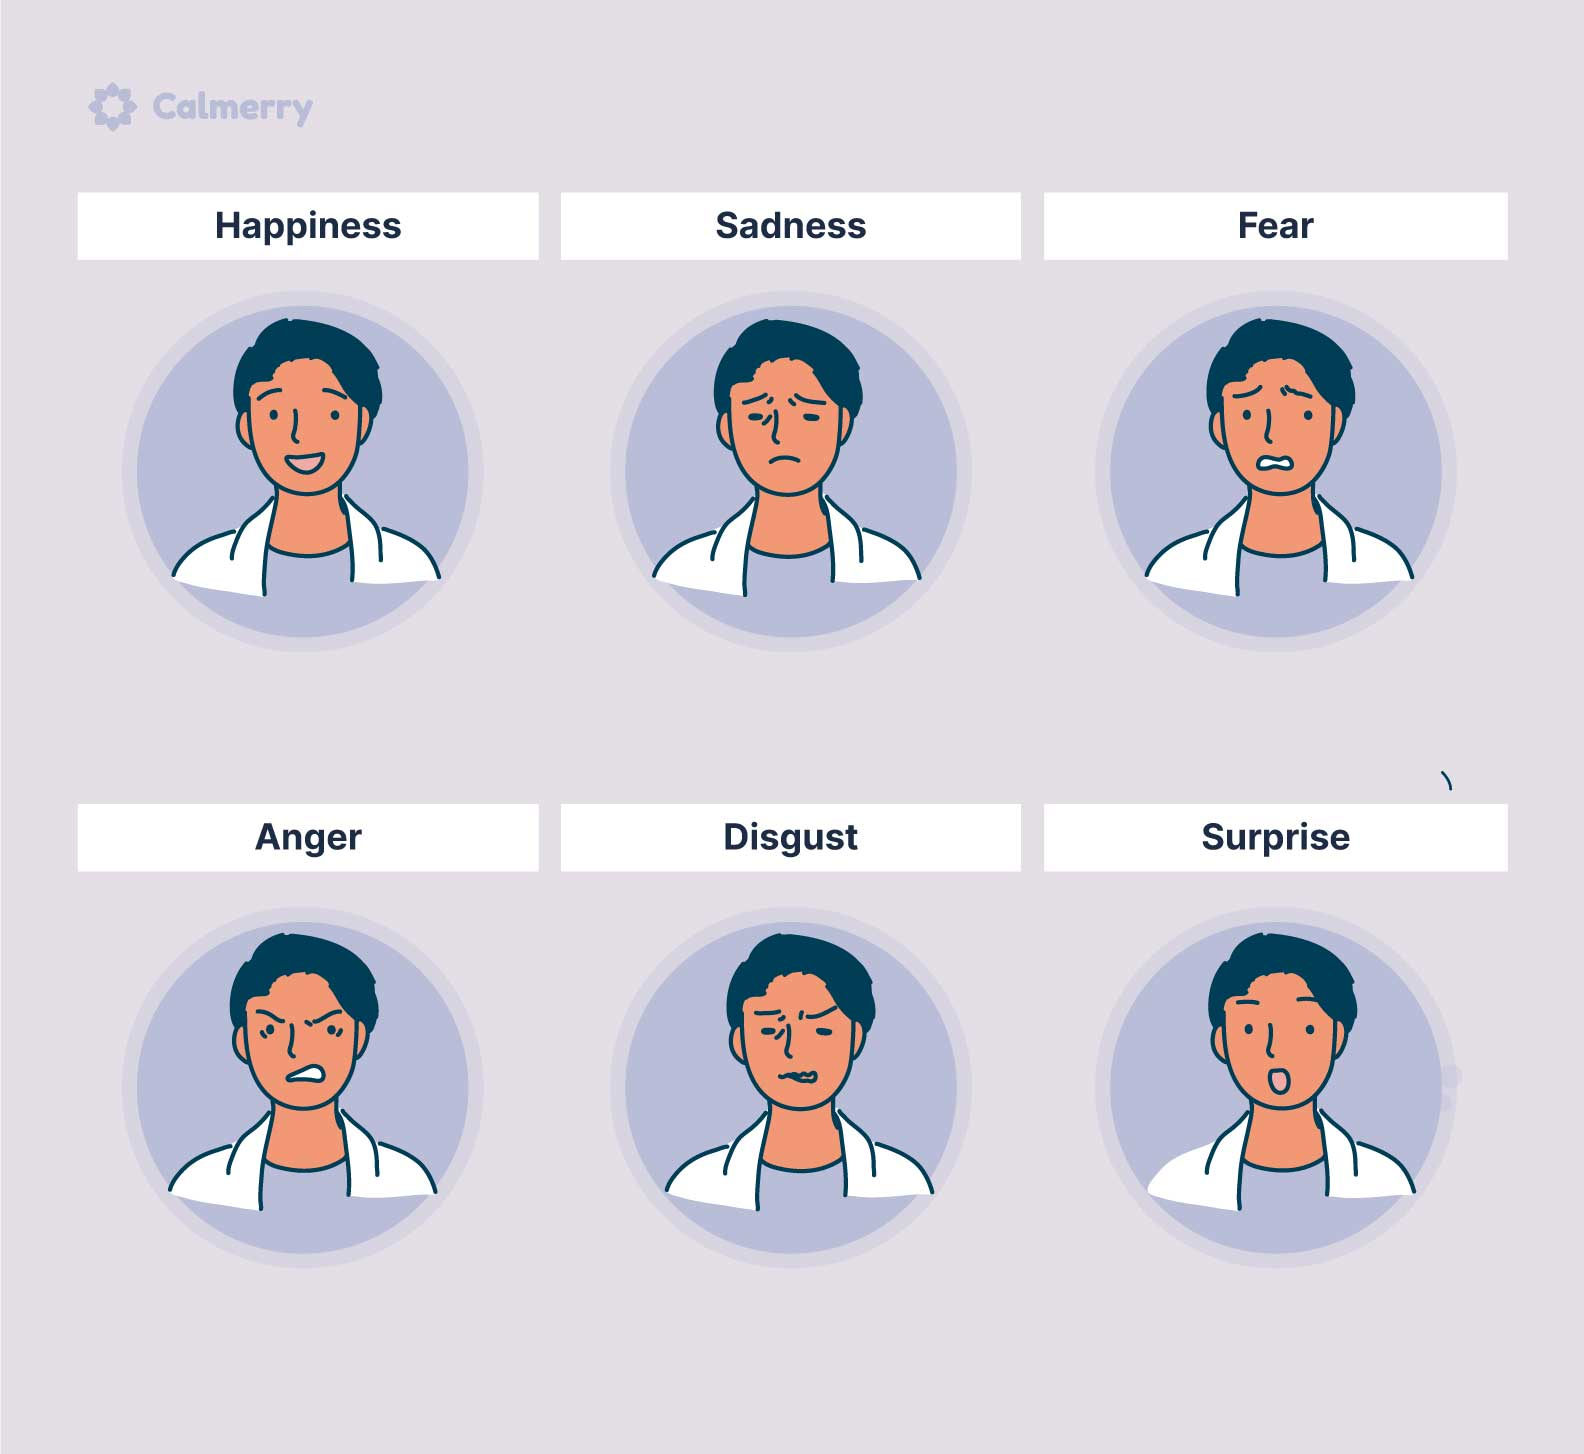 Calmerry
Happiness
Sadness
Fear
Anger
Disgust
Surprise